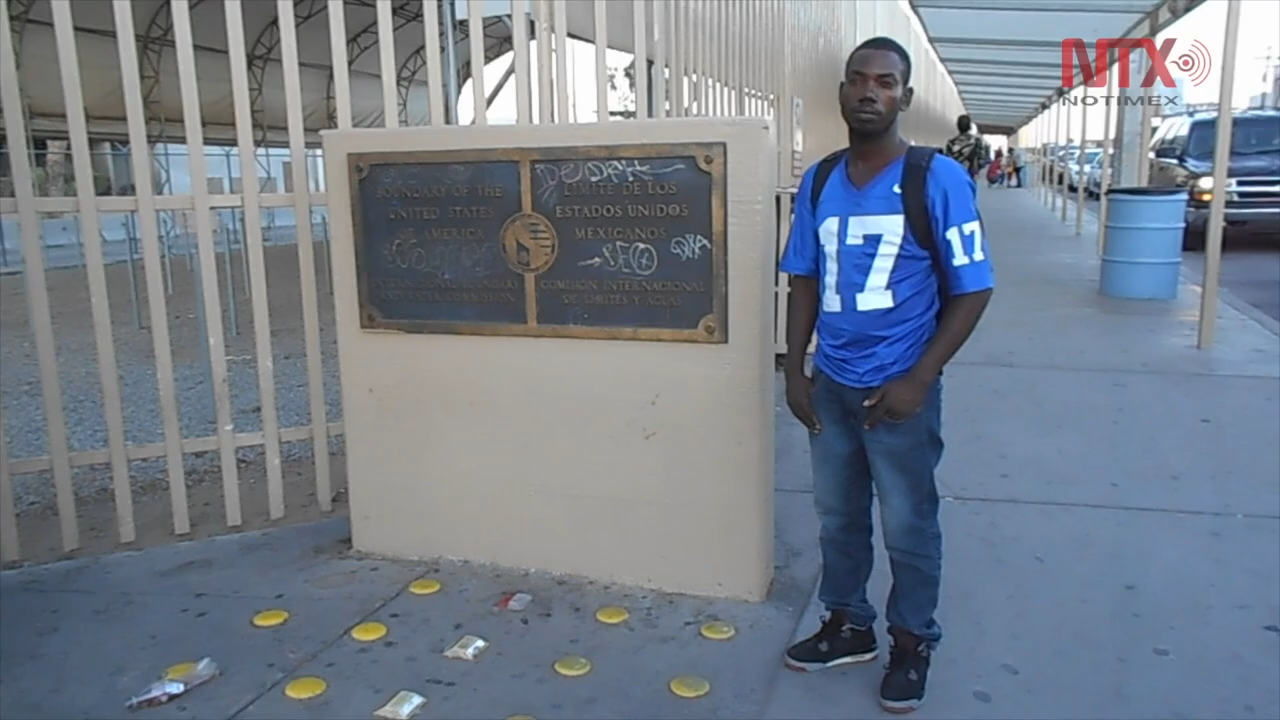 NTX
NOTIMEX
BOUNDARY OF THE
UNITED STATES
OF AMERICA
INTERNATIONAL BOUNDARY
AND WATER COMMISSION
LIMITE DE LOS
ESTADOS UNIDOS
MEXICANOS
COMISION INTERNACIONAL
DE LIMITES Y AGUAS
17
17